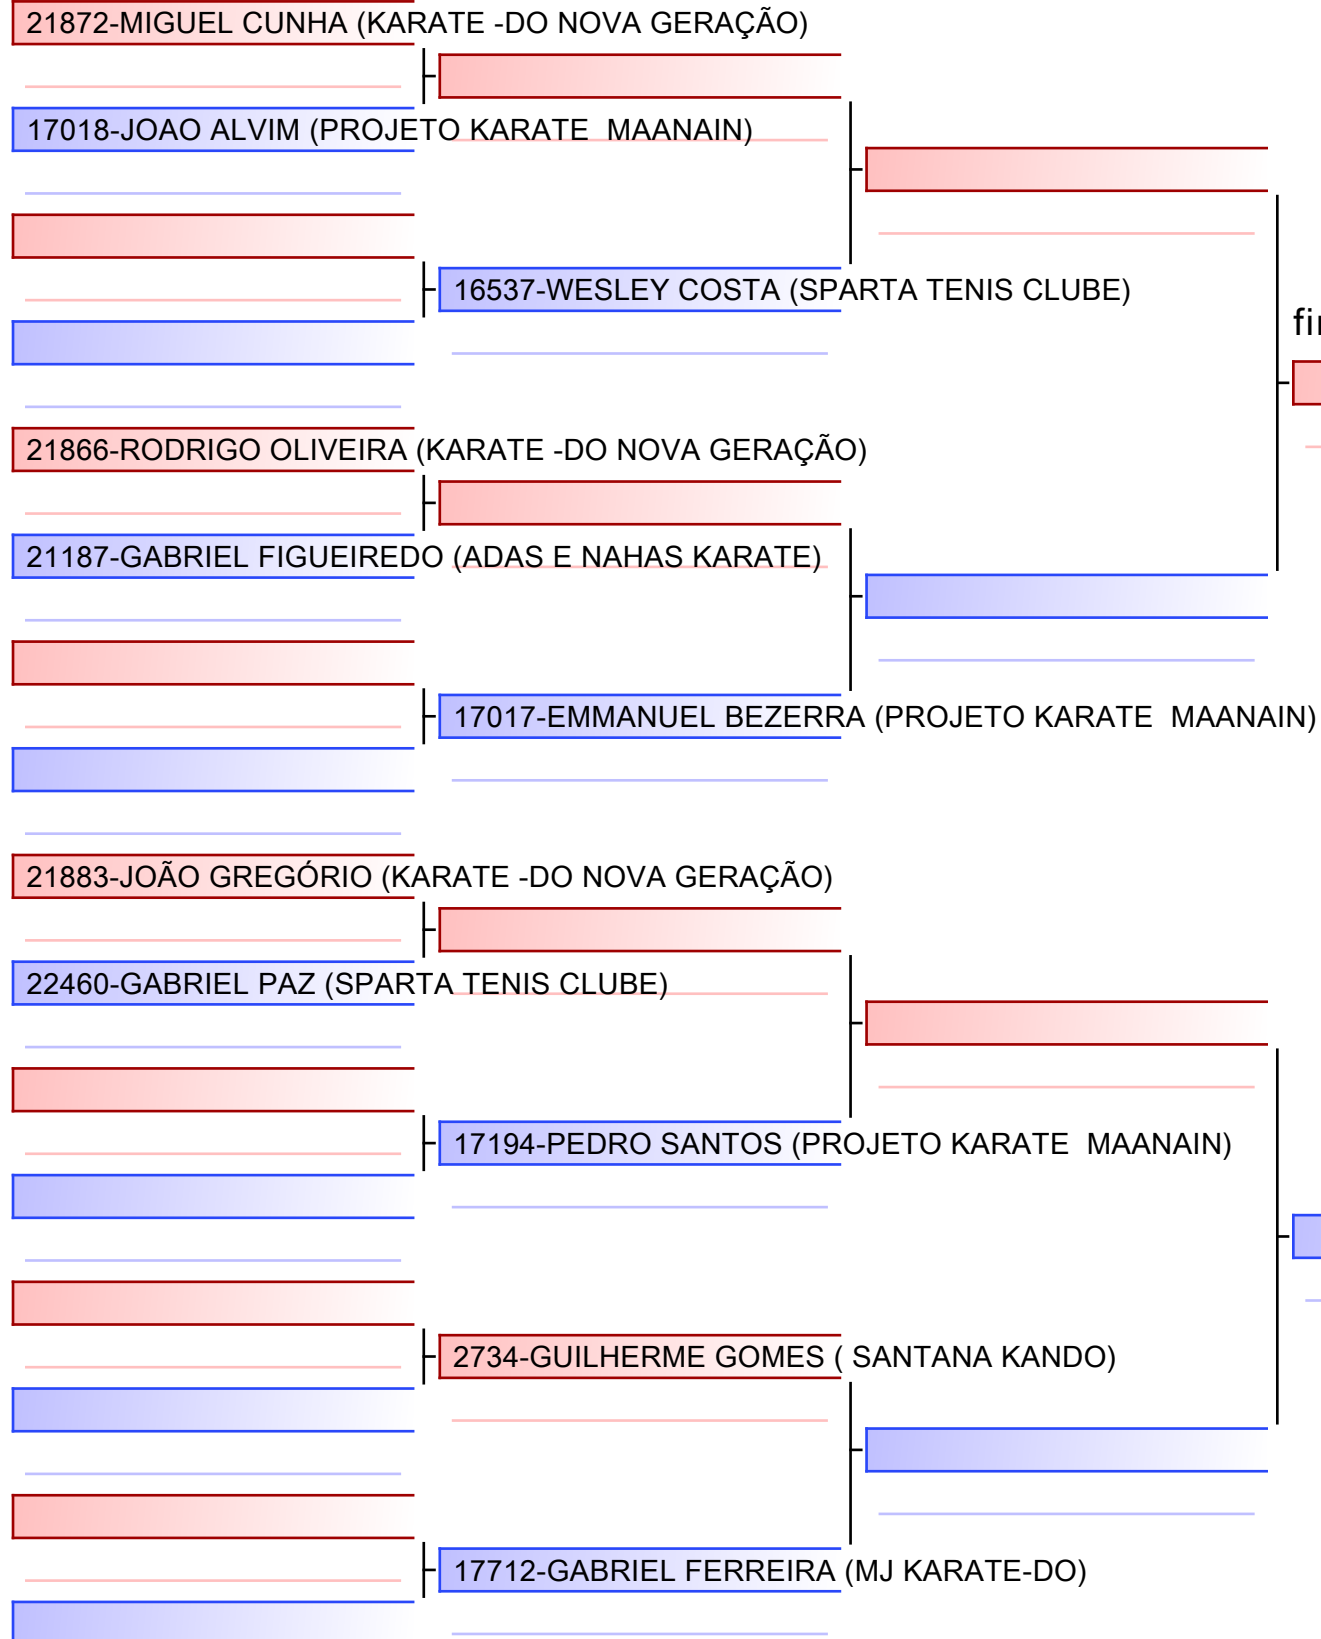 21872-MIGUEL CUNHA (KARATE -DO NOVA GERAÇÃO)
17018-JOAO ALVIM (PROJETO KARATE  MAANAIN)
16537-WESLEY COSTA (SPARTA TENIS CLUBE)
21866-RODRIGO OLIVEIRA (KARATE -DO NOVA GERAÇÃO)
21187-GABRIEL FIGUEIREDO (ADAS E NAHAS KARATE)
17017-EMMANUEL BEZERRA (PROJETO KARATE  MAANAIN)
21883-JOÃO GREGÓRIO (KARATE -DO NOVA GERAÇÃO)
22460-GABRIEL PAZ (SPARTA TENIS CLUBE)
17194-PEDRO SANTOS (PROJETO KARATE  MAANAIN)
2734-GUILHERME GOMES ( SANTANA KANDO)
17712-GABRIEL FERREIRA (MJ KARATE-DO)